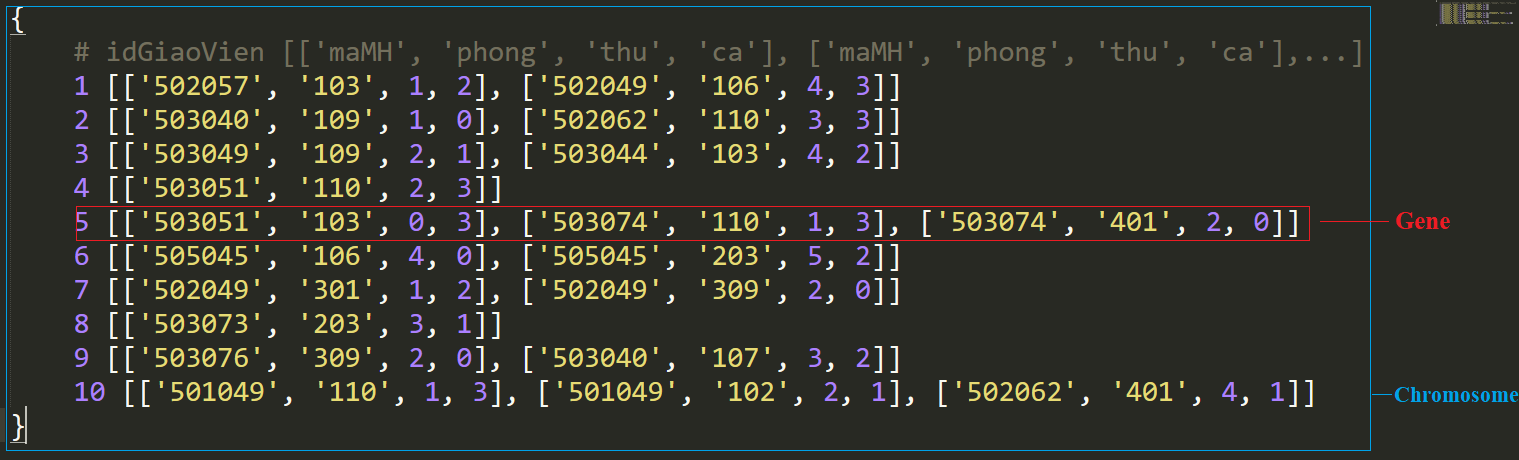 {
# idGiaoVien [['maMH', 'phong', 'thu', 'ca'], ['maMH', 'phong', 'thu', 'ca'],...]
1 [['502057', '103', 1, 2], ['502049', '106', 4, 3]]
2 [['503040', '109', 1, 0], ['502062', '110', 3, 3]]
3 [['503049', '109', 2, 1], ['503044', '103', 4, 2]]
4 [['503051', '110', 2, 3]]
5 [['503051', '103', 0, 3], ['503074', '110', 1, 3], ['503074', '401', 2, 0]]
Gene
6 [['505045', '106', 4, 0], ['505045', '203', 5, 2]]
7 [['502049', '301', 1, 2], ['502049', '309', 2, 0]]
8 [['503073', '203', 3, 1]]
9 [['503076', '309', 2, 0], ['503040', '107', 3, 2]]
10 [['501049', '110', 1, 3], ['501049', '102', 2, 1], ['502062', '401', 4, 1]]
Chromosome
}